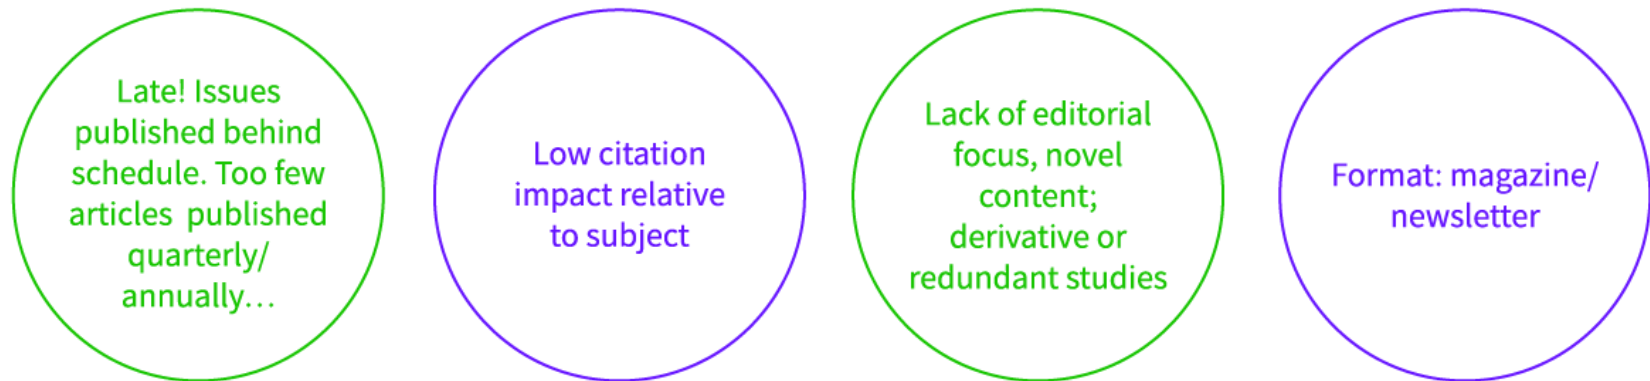 Late! Issues
published behind
schedule. Too few
articles  published
quarterly/
annually…
Low citation
impact relative
to subject
Lack of editorial
focus, novel
content;
derivative or
redundant studies
Format: magazine/
newsletter